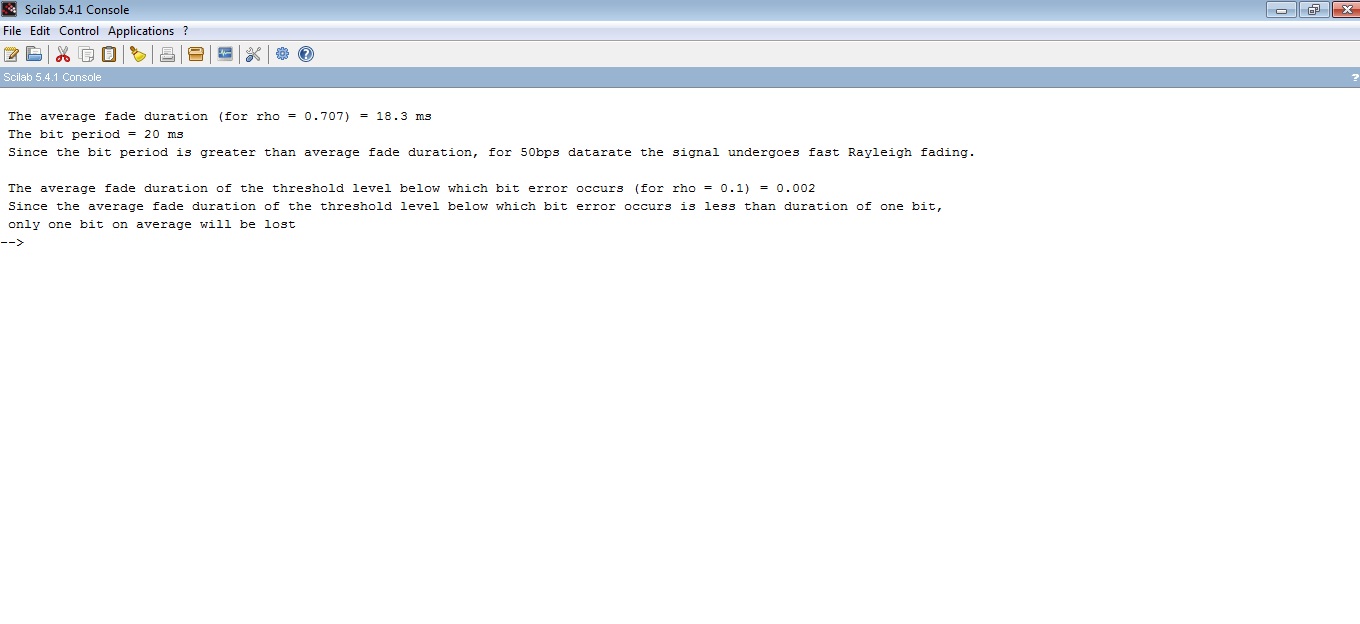 Scilab 5.4.1 Console
File Edit Control Applications ?
Scilab 5.4.1 Console ?
The average fade duration (for rho = 0.707) = 18.3 ms
The bit period = 20 ms
Since the bit period is greater than average fade duration, for 50bps datarate the signal undergoes fast Rayleigh fading.
The average fade duration of the threshold level below which bit error occurs (for rho = 0.1) = 0.002
Since the average fade duration of the threshold level below which bit error occurs is less than duration of one bit,
only one bit on average will be lost
-->